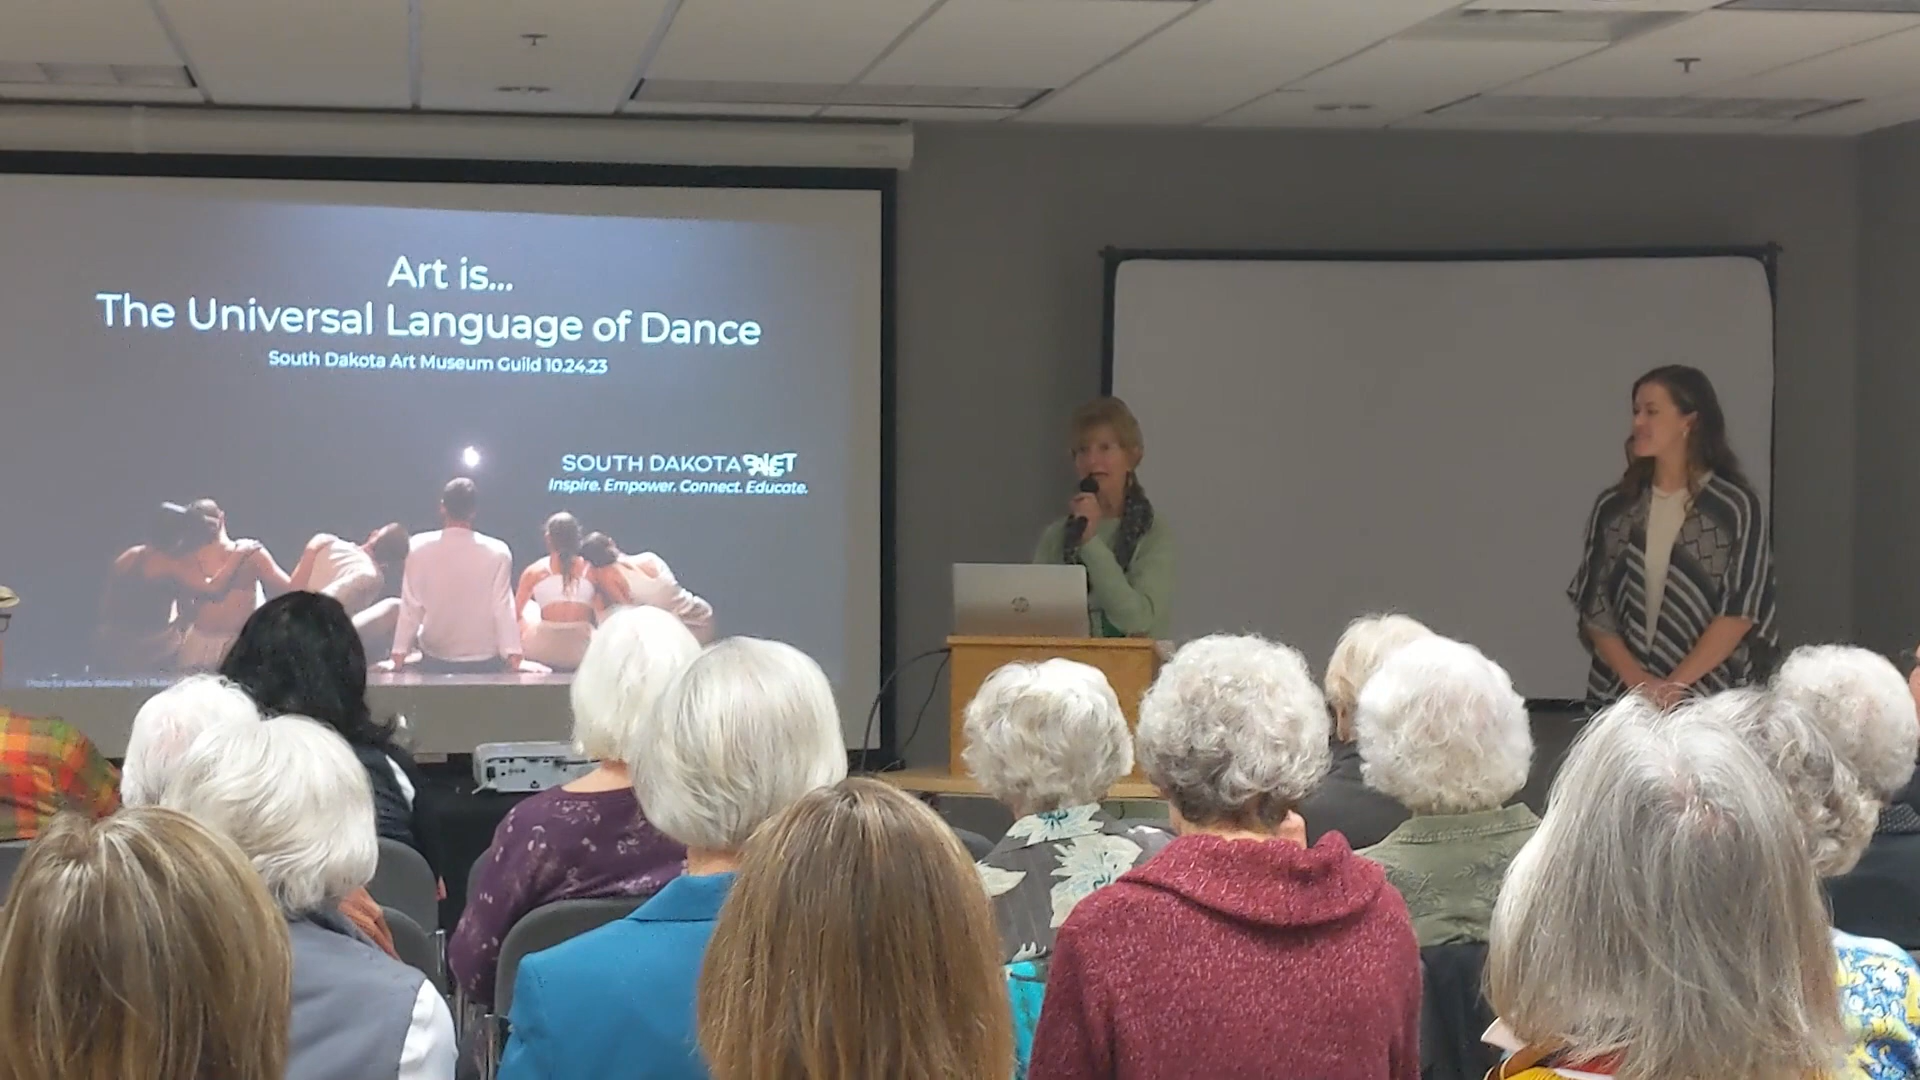 Art is...
The Universal Language of Dance
South Dakota Art Museum Guild 10.24.23
SOUTH DAKOTA
Inspire. Empower. Connect. Educate.
hp